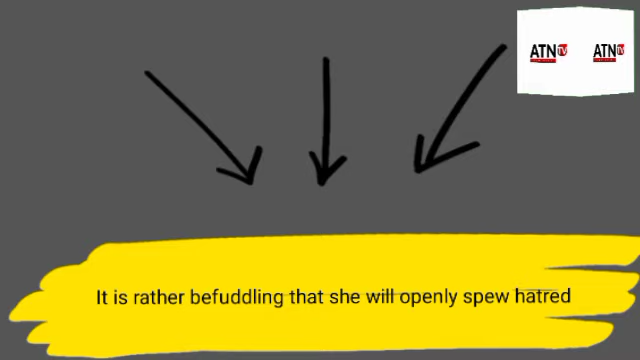 ATN TV
ATN TV
It is rather befuddling that she will openly spew hatred